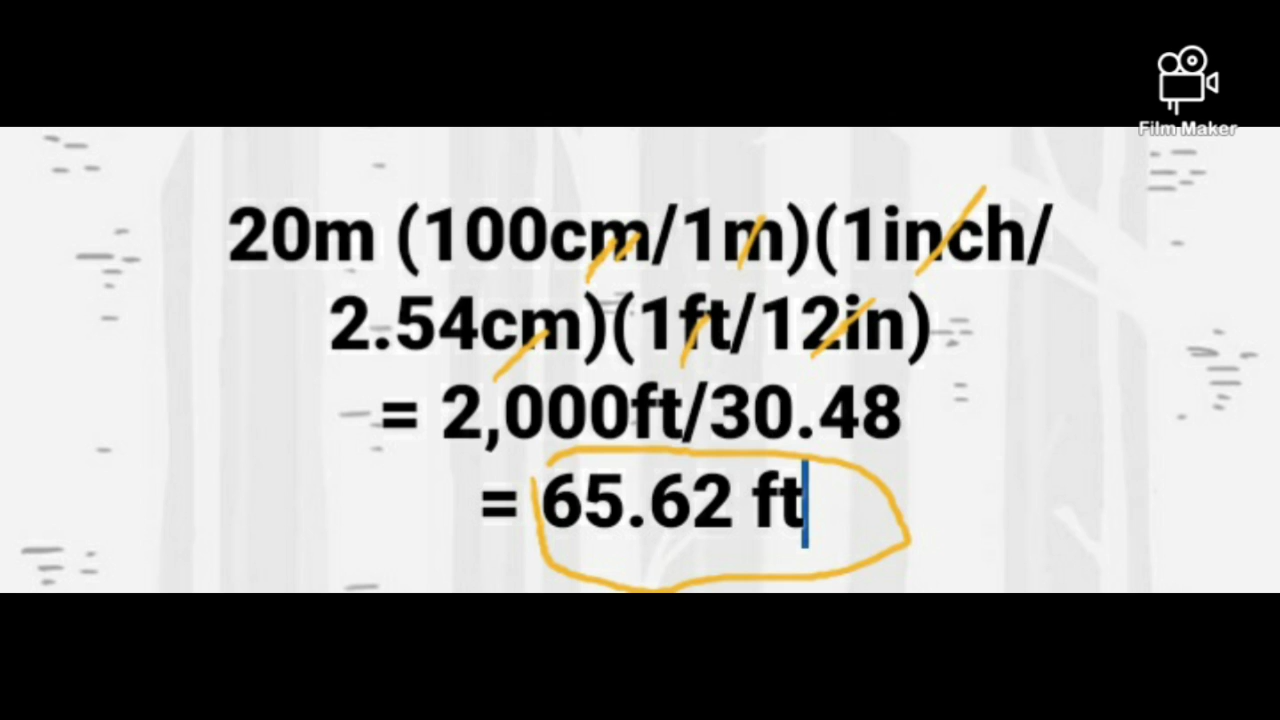 Film Maker
20m (100cm/1m)(1inch/
2.54cm)(1ft/12in)
= 2,000ft/30.48
= 65.62 ft